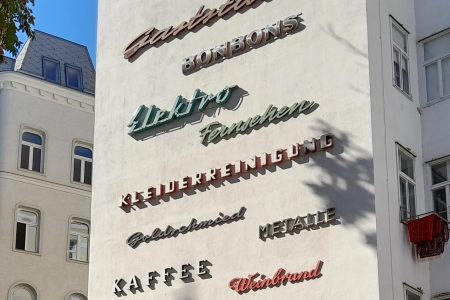 BONBONS
Elektro
Fernsehen
KLEIDERREINIGUNG
Goldschmied
METALLE
KAFFEE
Weinbrand